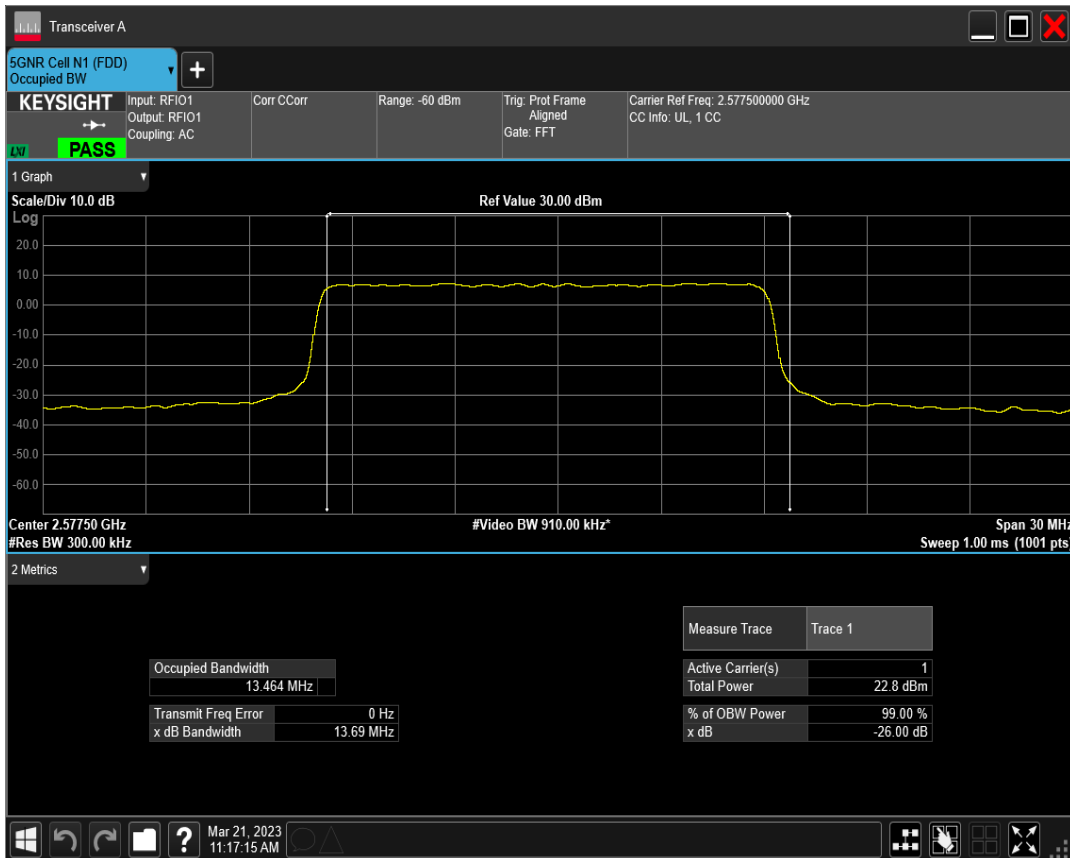 Transceiver A
5GNR Cell N1 (FDD)
Occupied BW
+
KEYSIGHT
LXI
PASS
Input: RFIO1
Output: RFIO1
Coupling: AC
Corr CCorr
Range: -60 dBm
Trig: Prot Frame
Aligned
Gate: FFT
Carrier Ref Freq: 2.577500000 GHz
CC Info: UL, 1 CC
1 Graph
Scale/Div 10.0 dB
Ref Value 30.00 dBm
Log
20.0
10.0
0.00
-10.0
-20.0
-30.0
-40.0
-50.0
-60.0
Center 2.57750 GHz
#Video BW 910.00 kHz*
Span 30 MHz
#Res BW 300.00 kHz
Sweep 1.00 ms (1001 pts)
2 Metrics
Measure Trace Trace 1
Occupied Bandwidth
13.464 MHz
Active Carrier(s) 1
Total Power 22.8 dBm
Transmit Freq Error 0 Hz
x dB Bandwidth 13.69 MHz
% of OBW Power 99.00 %
x dB -26.00 dB
?
Mar 21, 2023
11:17:15 AM